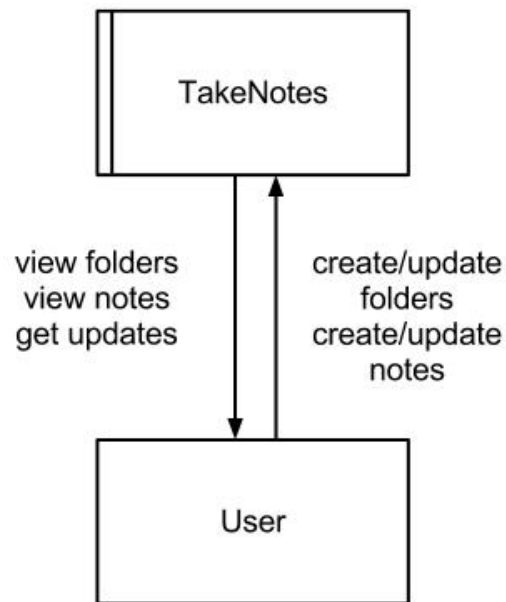 TakeNotes
view folders
view notes
get updates
create/update
folders
create/update
notes
User